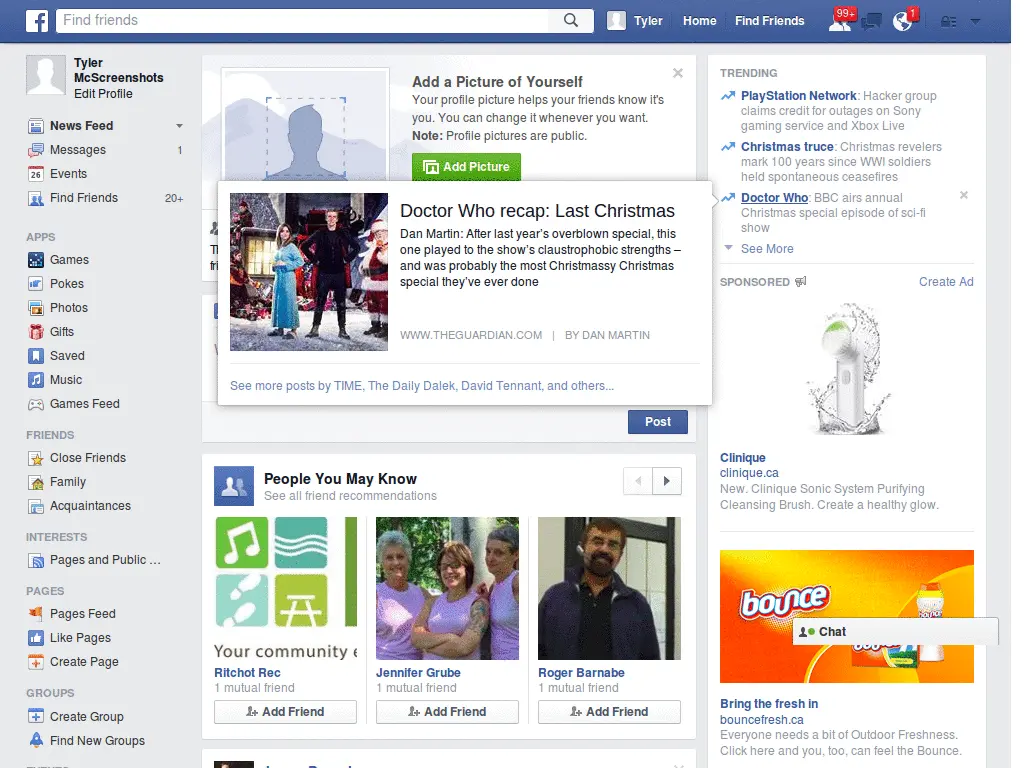 Find friends
Tyler
Home
Find Friends
99+
1
Tyler
McScreenshots
Edit Profile
News Feed
Messages
1
26
Events
Find Friends
20+
APPS
Games
Pokes
Photos
Gifts
Saved
Music
Games Feed
FRIENDS
Close Friends
Family
Acquaintances
INTERESTS
Pages and Public ...
PAGES
Pages Feed
Like Pages
Create Page
GROUPS
Create Group
Find New Groups
Add a Picture of Yourself
Your profile picture helps your friends know it's
you. You can change it whenever you want.
Note: Profile pictures are public.
Add Picture
Doctor Who recap: Last Christmas
Dan Martin: After last year's overblown special, this
one played to the show's claustrophobic strengths –
and was probably the most Christmassy Christmas
special they've ever done
WWW.THEGUARDIAN.COM | BY DAN MARTIN
See more posts by TIME, The Daily Dalek, David Tennant, and others...
Post
People You May Know
See all friend recommendations
Your community
Ritchot Rec
1 mutual friend
Add Friend
Jennifer Grube
1 mutual friend
Add Friend
Roger Barnabe
1 mutual friend
Add Friend
TRENDING
PlayStation Network: Hacker group
claims credit for outages on Sony
gaming service and Xbox Live
Christmas truce: Christmas revelers
mark 100 years since WWI soldiers
held spontaneous ceasefires
Doctor Who: BBC airs annual
Christmas special episode of sci-fi
show
See More
SPONSORED
Create Ad
Clinique
clinique.ca
New. Clinique Sonic System Purifying
Cleansing Brush. Create a healthy glow.
bounce
Chat
Bring the fresh in
bouncefresh.ca
Everyone needs a bit of Outdoor Freshness.
Click here and you, too, can feel the Bounce.